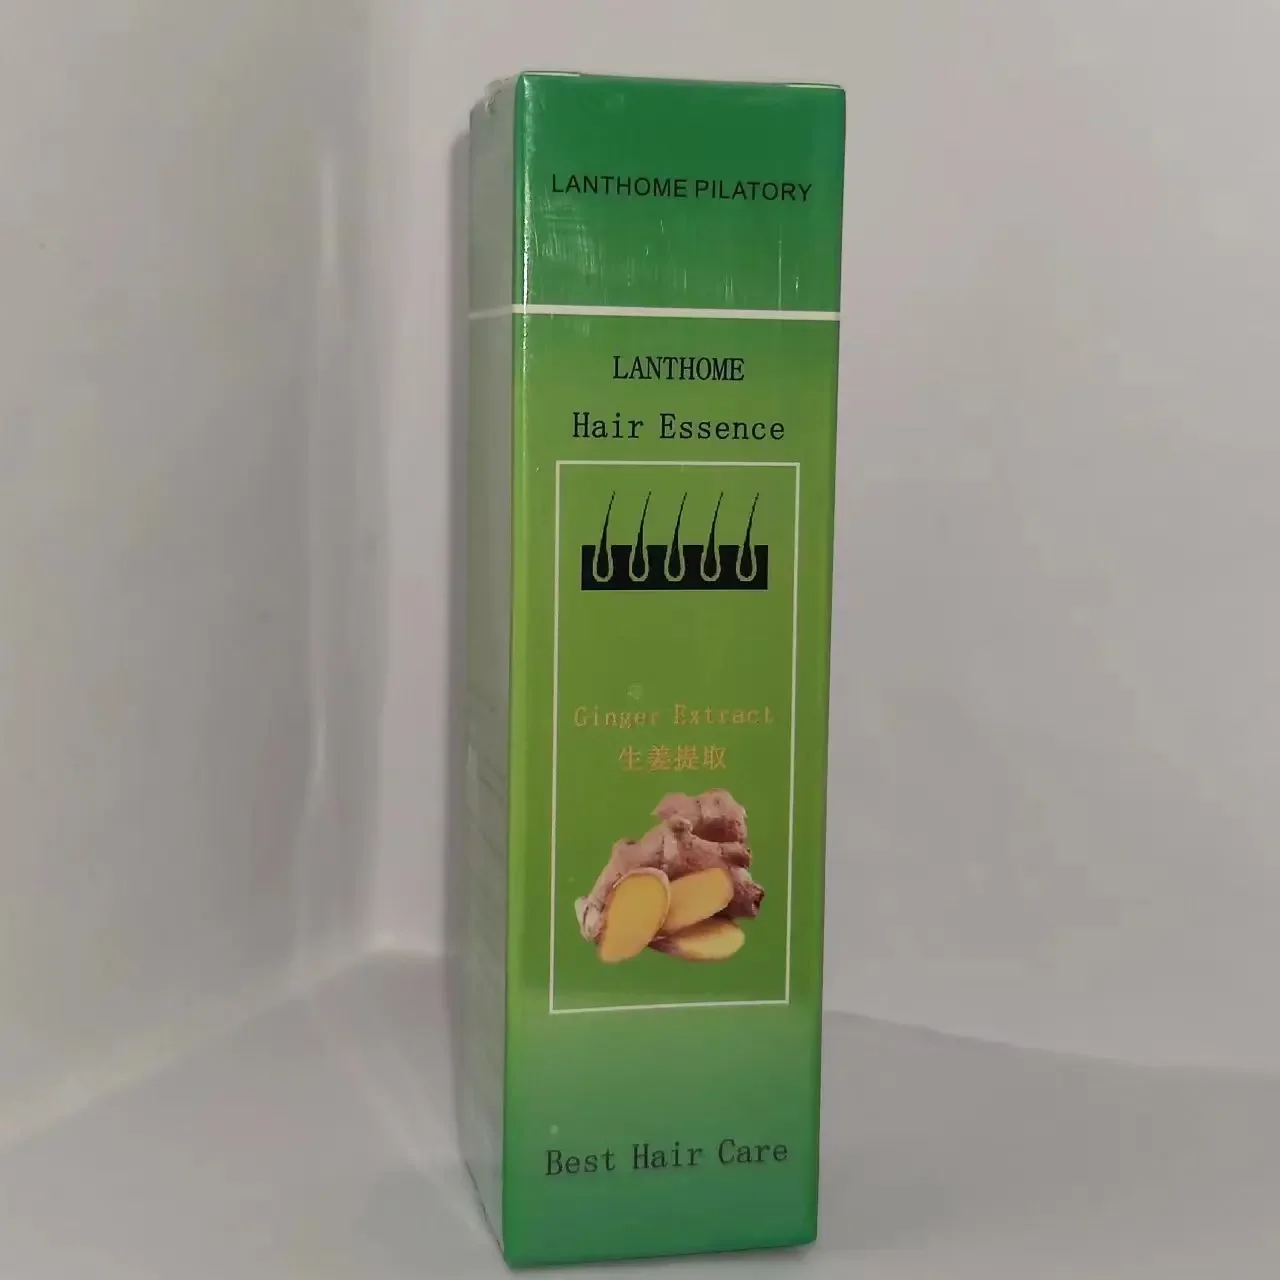 LANTHOME PILATORY
LANTHOME
Hair Essence
Ginger Extract
生姜提取
Best Hair Care